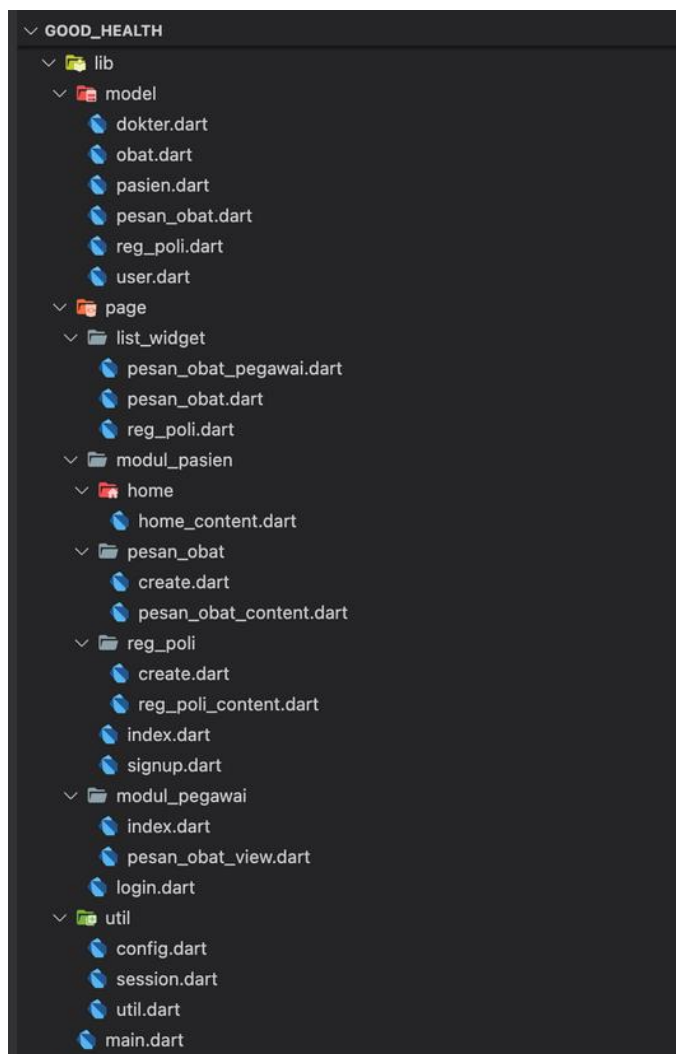 GOOD_HEALTH
lib
model
dokter.dart
obat.dart
pasien.dart
pesan_obat.dart
reg_poli.dart
user.dart
page
list_widget
pesan_obat_pegawai.dart
pesan_obat.dart
reg_poli.dart
modul_pasien
home
home_content.dart
pesan_obat
create.dart
pesan_obat_content.dart
reg_poli
create.dart
reg_poli_content.dart
index.dart
signup.dart
modul_pegawai
index.dart
pesan_obat_view.dart
login.dart
util
config.dart
session.dart
util.dart
main.dart